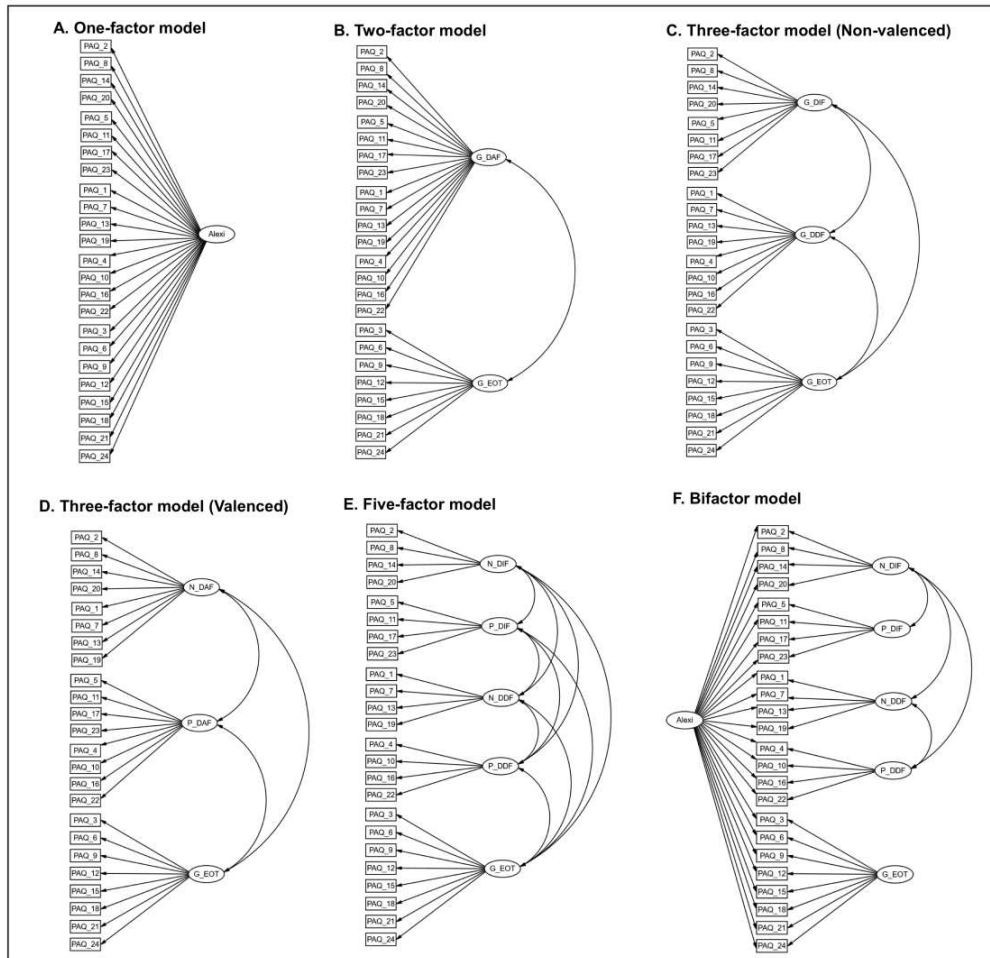 A. One-factor model
PAQ_2
PAQ_8
PAQ_14
PAQ_20
PAQ_5
PAQ_11
PAQ_17
PAQ_23
PAQ_1
PAQ_7
PAQ_13
PAQ_19
PAQ_4
PAQ_10
PAQ_16
PAQ_22
PAQ_3
PAQ_6
PAQ_9
PAQ_12
PAQ_15
PAQ_18
PAQ_21
PAQ_24
Alexi
B. Two-factor model
PAQ_2
PAQ_8
PAQ_14
PAQ_20
PAQ_5
PAQ_11
PAQ_17
PAQ_23
PAQ_1
PAQ_7
PAQ_13
PAQ_19
PAQ_4
PAQ_10
PAQ_16
PAQ_22
PAQ_3
PAQ_6
PAQ_9
PAQ_12
PAQ_15
PAQ_18
PAQ_21
PAQ_24
G_DAF
G_EOT
C. Three-factor model (Non-valenced)
PAQ_2
PAQ_8
PAQ_14
PAQ_20
PAQ_5
PAQ_11
PAQ_17
PAQ_23
PAQ_1
PAQ_7
PAQ_13
PAQ_19
PAQ_4
PAQ_10
PAQ_16
PAQ_22
PAQ_3
PAQ_6
PAQ_9
PAQ_12
PAQ_15
PAQ_18
PAQ_21
PAQ_24
G_DIF
G_DDF
G_EOT
D. Three-factor model (Valenced)
PAQ_2
PAQ_8
PAQ_14
PAQ_20
PAQ_1
PAQ_7
PAQ_13
PAQ_19
PAQ_5
PAQ_11
PAQ_17
PAQ_23
PAQ_4
PAQ_10
PAQ_16
PAQ_22
PAQ_3
PAQ_6
PAQ_9
PAQ_12
PAQ_15
PAQ_18
PAQ_21
PAQ_24
N_DAF
P_DAF
G_EOT
E. Five-factor model
PAQ_2
PAQ_8
PAQ_14
PAQ_20
PAQ_5
PAQ_11
PAQ_17
PAQ_23
PAQ_1
PAQ_7
PAQ_13
PAQ_19
PAQ_4
PAQ_10
PAQ_16
PAQ_22
PAQ_3
PAQ_6
PAQ_9
PAQ_12
PAQ_15
PAQ_18
PAQ_21
PAQ_24
N_DIF
P_DIF
N_DDF
P_DDF
G_EOT
F. Bifactor model
Alexi
PAQ_2
PAQ_8
PAQ_14
PAQ_20
PAQ_5
PAQ_11
PAQ_17
PAQ_23
PAQ_1
PAQ_7
PAQ_13
PAQ_19
PAQ_4
PAQ_10
PAQ_16
PAQ_22
PAQ_3
PAQ_6
PAQ_9
PAQ_12
PAQ_15
PAQ_18
PAQ_21
PAQ_24
N_DIF
P_DIF
N_DDF
P_DDF
G_EOT